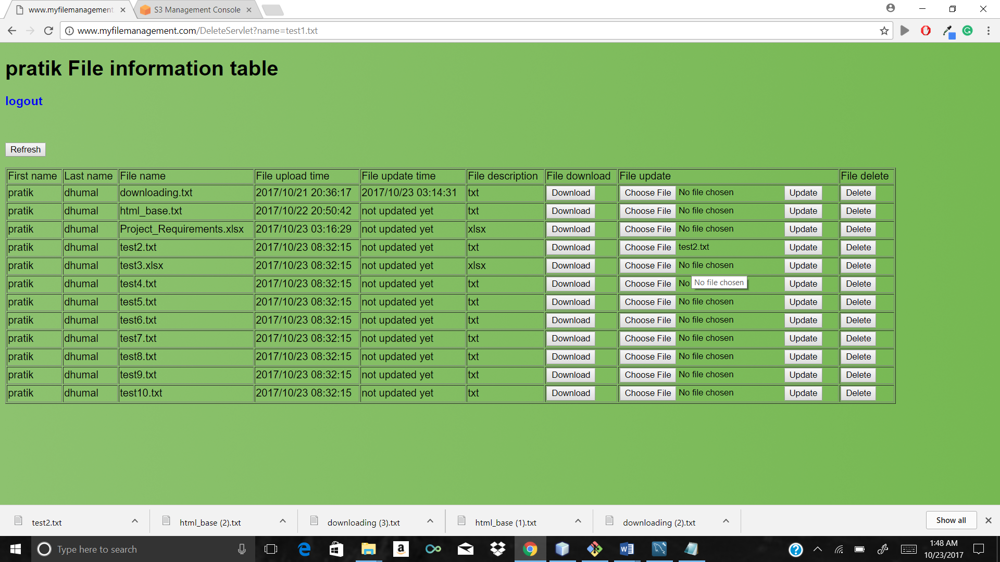 www.myfilemanagement
S3 Management Console
www.myfilemanagement.com/DeleteServlet?name=test1.txt
pratik File information table
logout
Refresh
First name Last name File name File upload time File update time File description File download File update File delete
pratik dhumal downloading.txt 2017/10/21 20:36:17 2017/10/23 03:14:31 txt Download Choose File No file chosen Update Delete
pratik dhumal html_base.txt 2017/10/22 20:50:42 not updated yet txt Download Choose File No file chosen Update Delete
pratik dhumal Project_Requirements.xlsx 2017/10/23 03:16:29 not updated yet xlsx Download Choose File No file chosen Update Delete
pratik dhumal test2.txt 2017/10/23 08:32:15 not updated yet txt Download Choose File test2.txt Update Delete
pratik dhumal test3.xlsx 2017/10/23 08:32:15 not updated yet xlsx Download Choose File No file chosen Update Delete
pratik dhumal test4.txt 2017/10/23 08:32:15 not updated yet txt Download Choose File No No file chosen Update Delete
pratik dhumal test5.txt 2017/10/23 08:32:15 not updated yet txt Download Choose File No file chosen Update Delete
pratik dhumal test6.txt 2017/10/23 08:32:15 not updated yet txt Download Choose File No file chosen Update Delete
pratik dhumal test7.txt 2017/10/23 08:32:15 not updated yet txt Download Choose File No file chosen Update Delete
pratik dhumal test8.txt 2017/10/23 08:32:15 not updated yet txt Download Choose File No file chosen Update Delete
pratik dhumal test9.txt 2017/10/23 08:32:15 not updated yet txt Download Choose File No file chosen Update Delete
pratik dhumal test10.txt 2017/10/23 08:32:15 not updated yet txt Download Choose File No file chosen Update Delete
test2.txt html_base (2).txt downloading (3).txt html_base (1).txt downloading (2).txt Show all
Type here to search
1:48 AM
10/23/2017